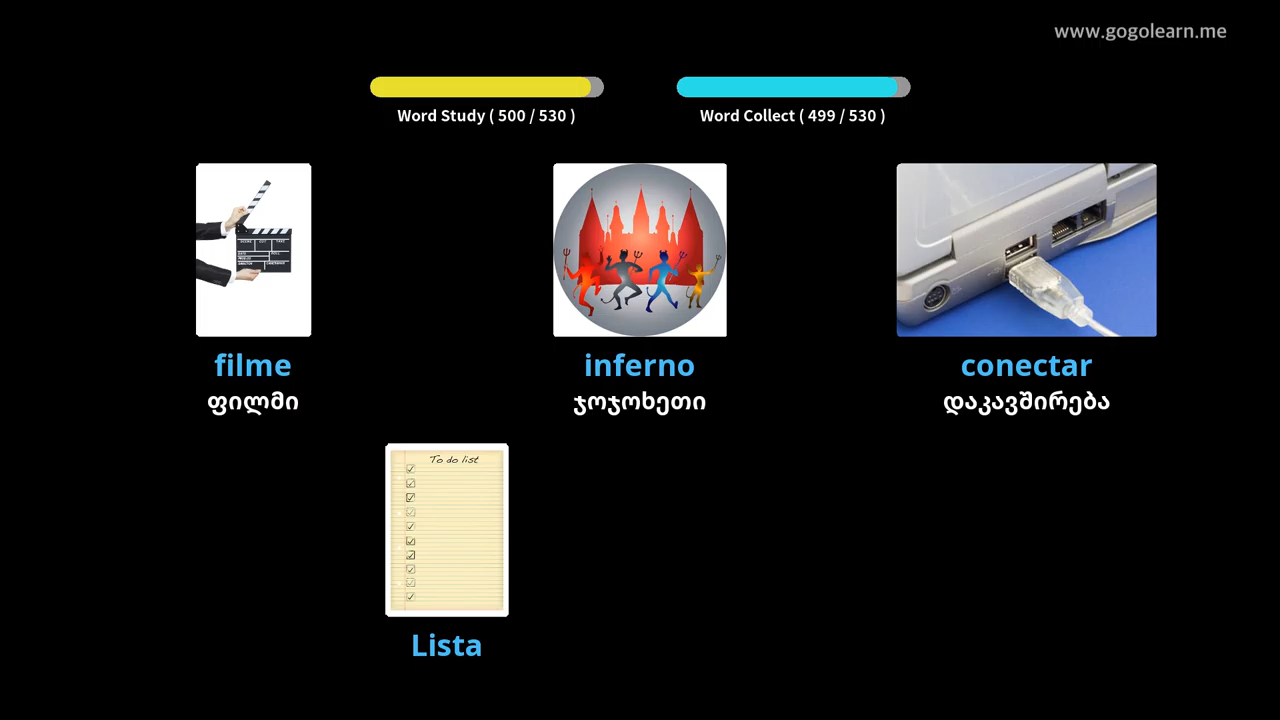 www.gogolearn.me
Word Study ( 500 / 530 )
Word Collect ( 499 / 530 )
filme
ფილმი
inferno
ჯოჯოხეთი
conectar
დაკავშირება
To do list
Lista